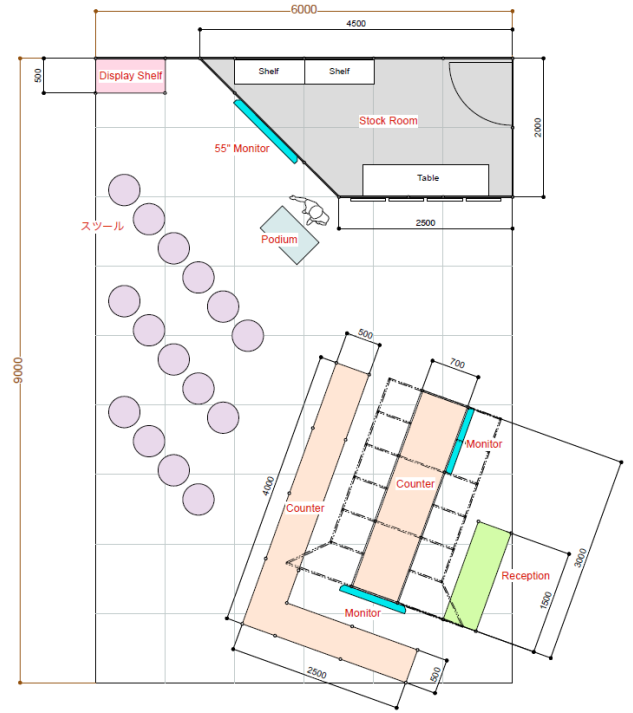 6000
4500
500
Display Shelf
Shelf
Shelf
Stock Room
2000
55" Monitor
Table
スツール
Podium
2500
9000
500
700
Monitor
Counter
4000
Counter
Reception
3000
1500
Monitor
2500
500